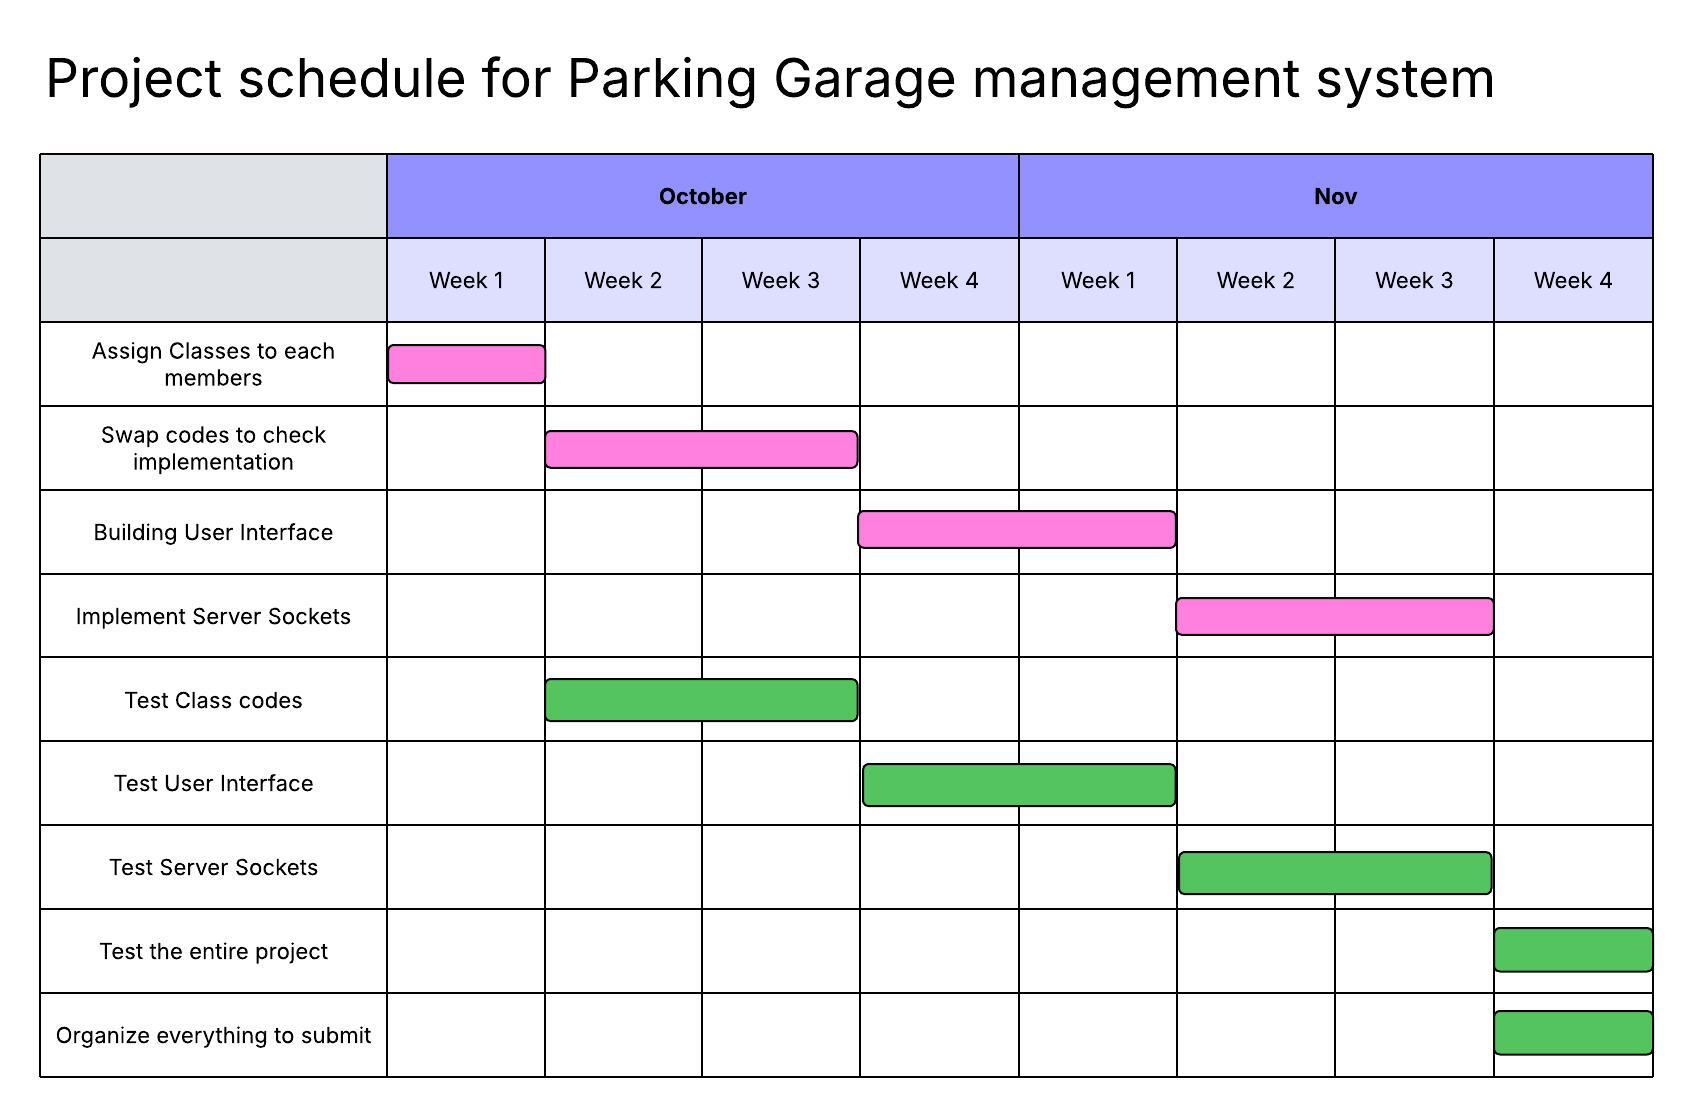 Project schedule for Parking Garage management system
October
Nov
Week 1
Week 2
Week 3
Week 4
Week 1
Week 2
Week 3
Week 4
Assign Classes to each
members
Swap codes to check
implementation
Building User Interface
Implement Server Sockets
Test Class codes
Test User Interface
Test Server Sockets
Test the entire project
Organize everything to submit